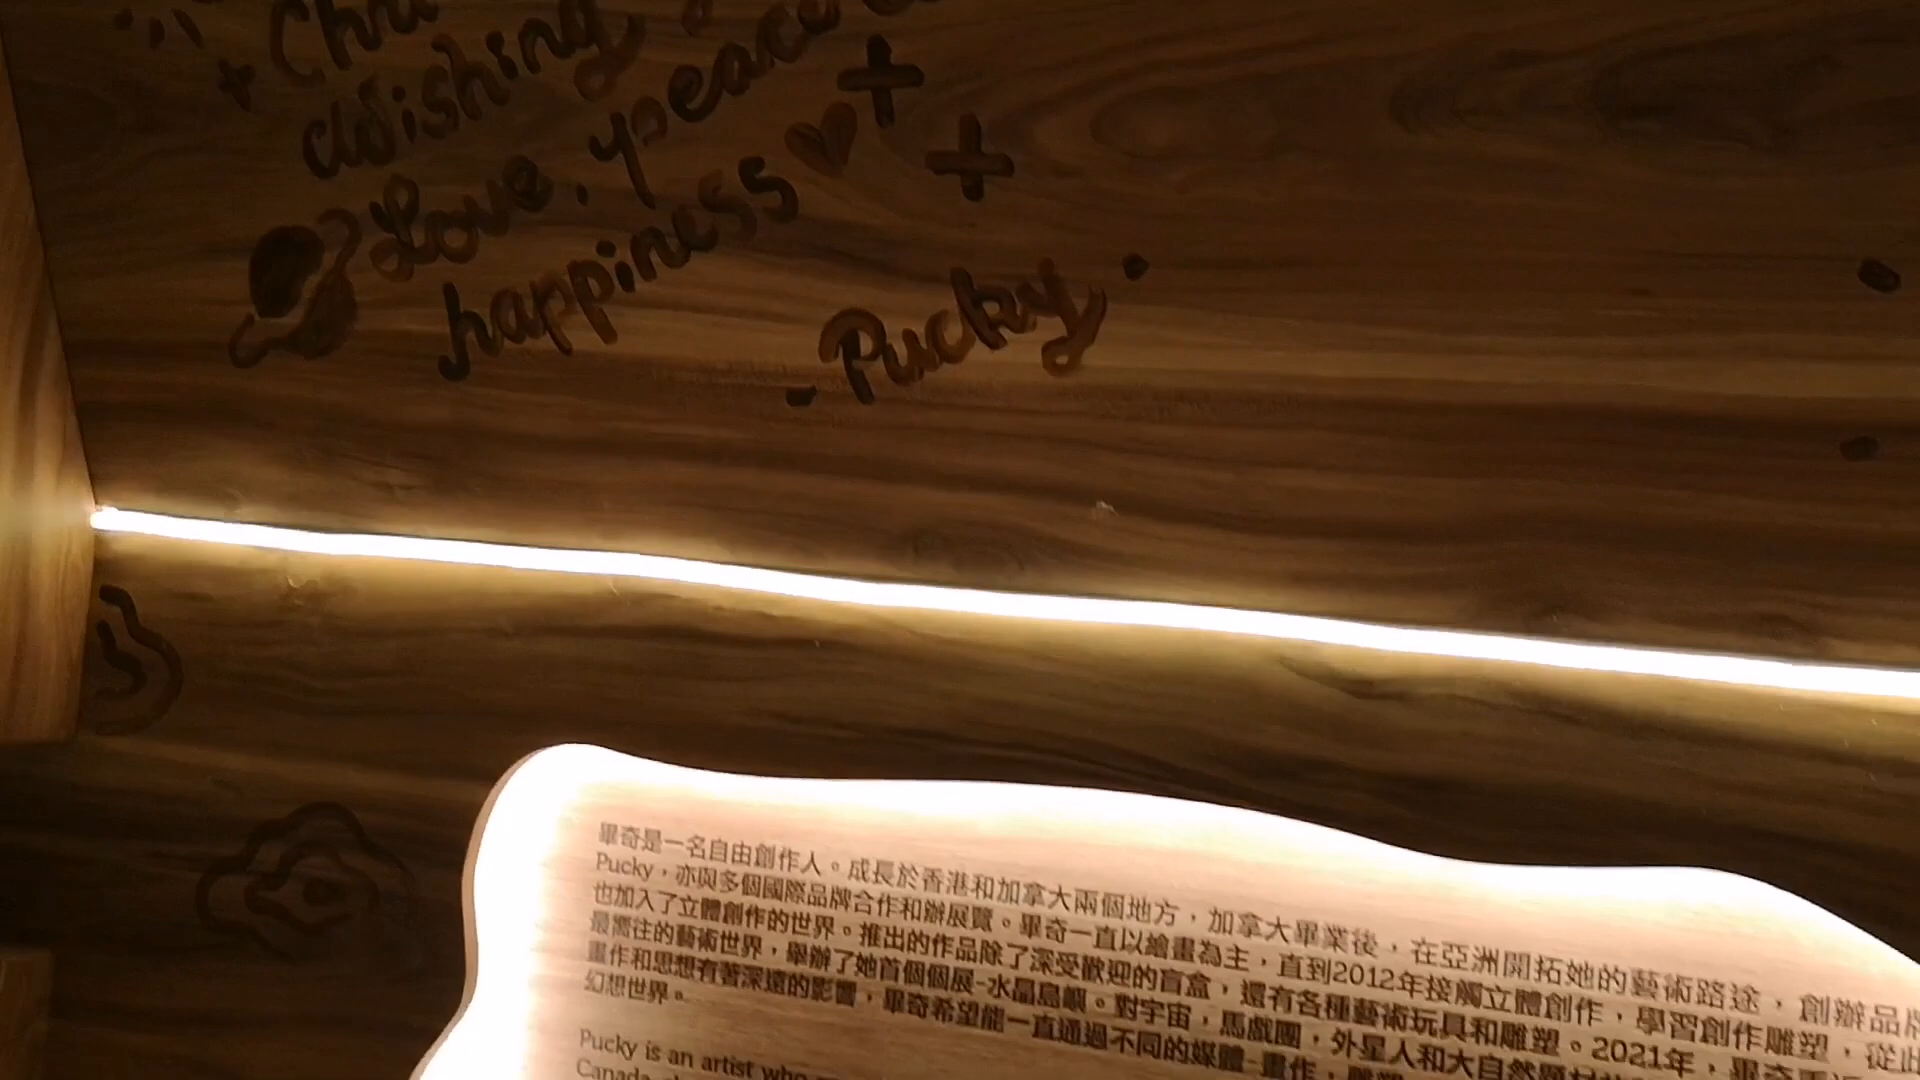 wishing
Love, peace
happiness
- Pucky -
畢奇是一名自由創作人。成長於香港和加拿大兩個地方，加拿大畢業後，在亞洲開拓她的藝術路途，創辦品牌
Pucky，亦與多個國際品牌合作和辦展覽。畢奇一直以繪畫為主，直到2012年接觸立體創作，學習創作雕塑，從此
也加入了立體創作的世界。推出的作品除了深受歡迎的盲盒，還有各種藝術玩具和雕塑。2021年，畢奇
最嚮往的藝術世界，舉辦了她首個個展-水晶島嶼。對宇宙，馬戲團，外星人和大自然
畫作和思想有著深遠的影響，畢奇希望能一直通過不同的媒體-畫作，
幻想世界。
Pucky is an artist who
Canada